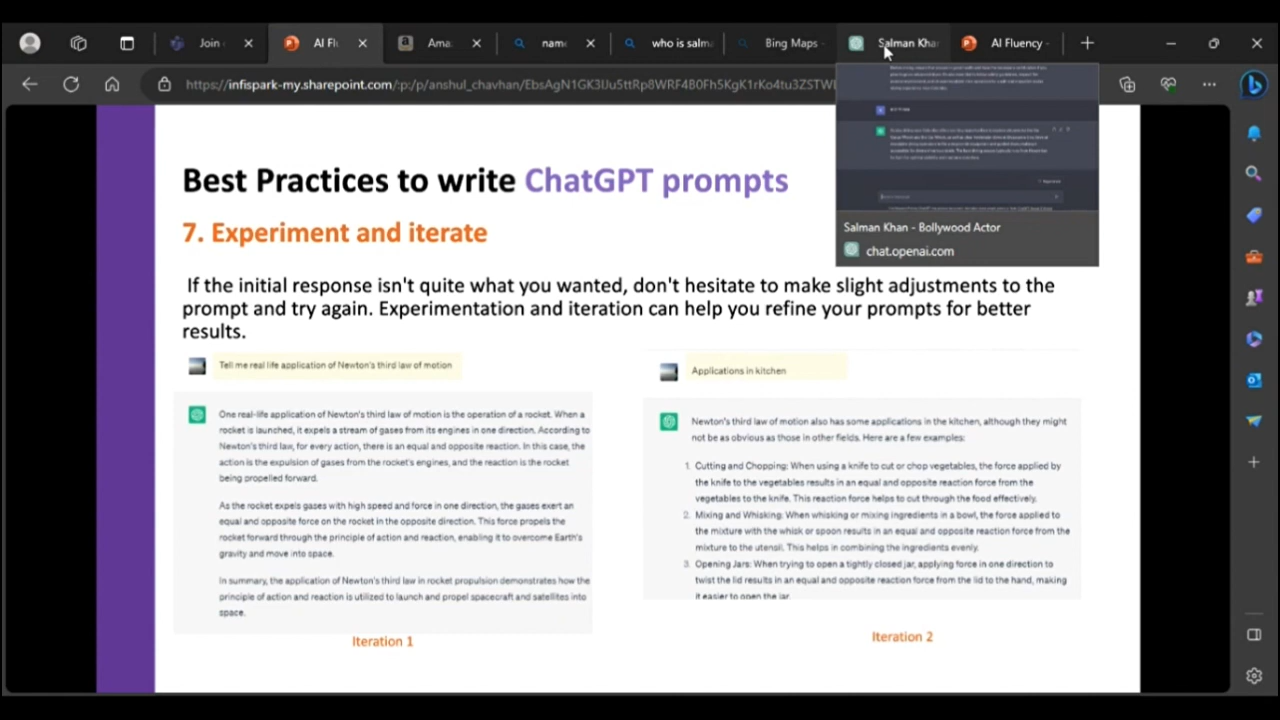 Join
AI Fl
Ama
name
who is salma
Bing Maps
Salman Khan
AI Fluency
https://infispark-my.sharepoint.com/:p:/p/anshul_chavhan/EbsAgN1GK3Uu5ttRp8WRF4B0Fh5KgK1rKo4tu3ZSTWE
Salman Khan - Bollywood Actor
chat.openai.com
Best Practices to write ChatGPT prompts
7. Experiment and iterate
If the initial response isn't quite what you wanted, don't hesitate to make slight adjustments to the
prompt and try again. Experimentation and iteration can help you refine your prompts for better
results.
Tell me real life application of Newton's third law of motion
One real-life application of Newton's third law of motion is the operation of a rocket. When a
rocket is launched, it expels a stream of gases from its engines in one direction. According to
Newton's third law, for every action, there is an equal and opposite reaction. In this case, the
action is the expulsion of gases from the rocket's engines, and the reaction is the rocket
being propelled forward.
As the rocket expels gases with high speed and force in one direction, the gases exert an
equal and opposite force on the rocket in the opposite direction. This force propels the
rocket forward through the principle of action and reaction, enabling it to overcome Earth's
gravity and move into space.
In summary, the application of Newton's third law in rocket propulsion demonstrates how the
principle of action and reaction is utilized to launch and propel spacecraft and satellites into
space.
Iteration 1
Applications in kitchen
Newton's third law of motion also has some applications in the kitchen, although they might
not be as obvious as those in other fields. Here are a few examples:
1. Cutting and Chopping: When using a knife to cut or chop vegetables, the force applied by
the knife to the vegetables results in an equal and opposite reaction force from the
vegetables to the knife. This reaction force helps to cut through the food effectively.
2. Mixing and Whisking: When whisking or mixing ingredients in a bowl, the force applied to
the mixture with the whisk or spoon results in an equal and opposite reaction force from the
mixture to the utensil. This helps in combining the ingredients evenly.
3. Opening Jars: When trying to open a tightly closed jar, applying force in one direction to
twist the lid results in an equal and opposite reaction force from the lid to the hand, making
it easier to open the jar.
Iteration 2